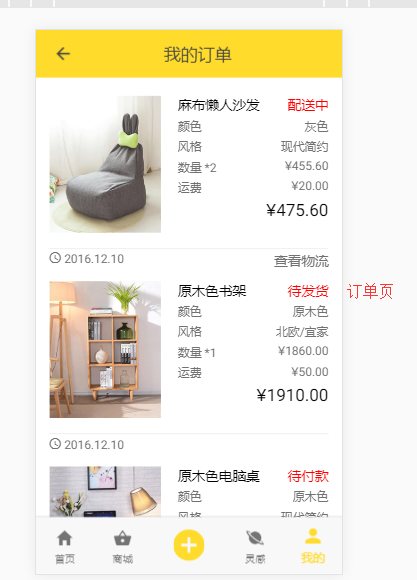 我的订单
麻布懒人沙发 配送中
颜色 灰色
风格 现代简约
数量 *2 ¥455.60
运费 ¥20.00
¥475.60
2016.12.10 查看物流
原木色书架 待发货 订单页
颜色 原木色
风格 北欧/宜家
数量 *1 ¥1860.00
运费 ¥50.00
¥1910.00
2016.12.10
原木色电脑桌 待付款
颜色 原木色
风格 现代简约
首页 商城 灵感 我的